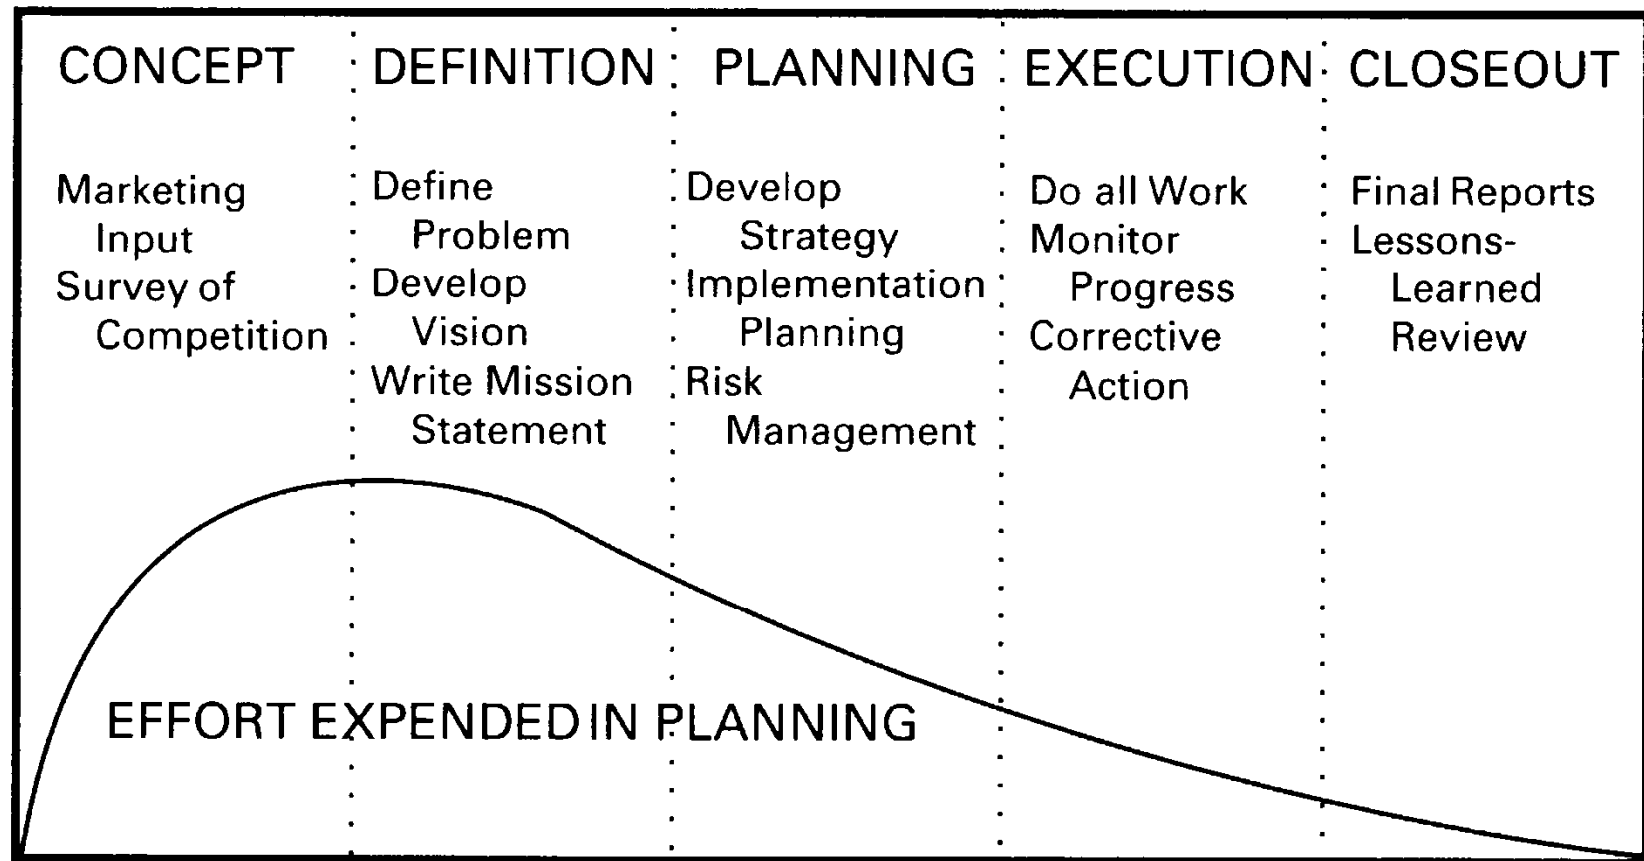 CONCEPT
Marketing
Input
Survey of
Competition
DEFINITION
Define
Problem
Develop
Vision
Write Mission
Statement
PLANNING
Develop
Strategy
Implementation
Planning
Risk
Management
EXECUTION
Do all Work
Monitor
Progress
Corrective
Action
CLOSEOUT
Final Reports
Lessons-
Learned
Review
EFFORT EXPENDED IN PLANNING